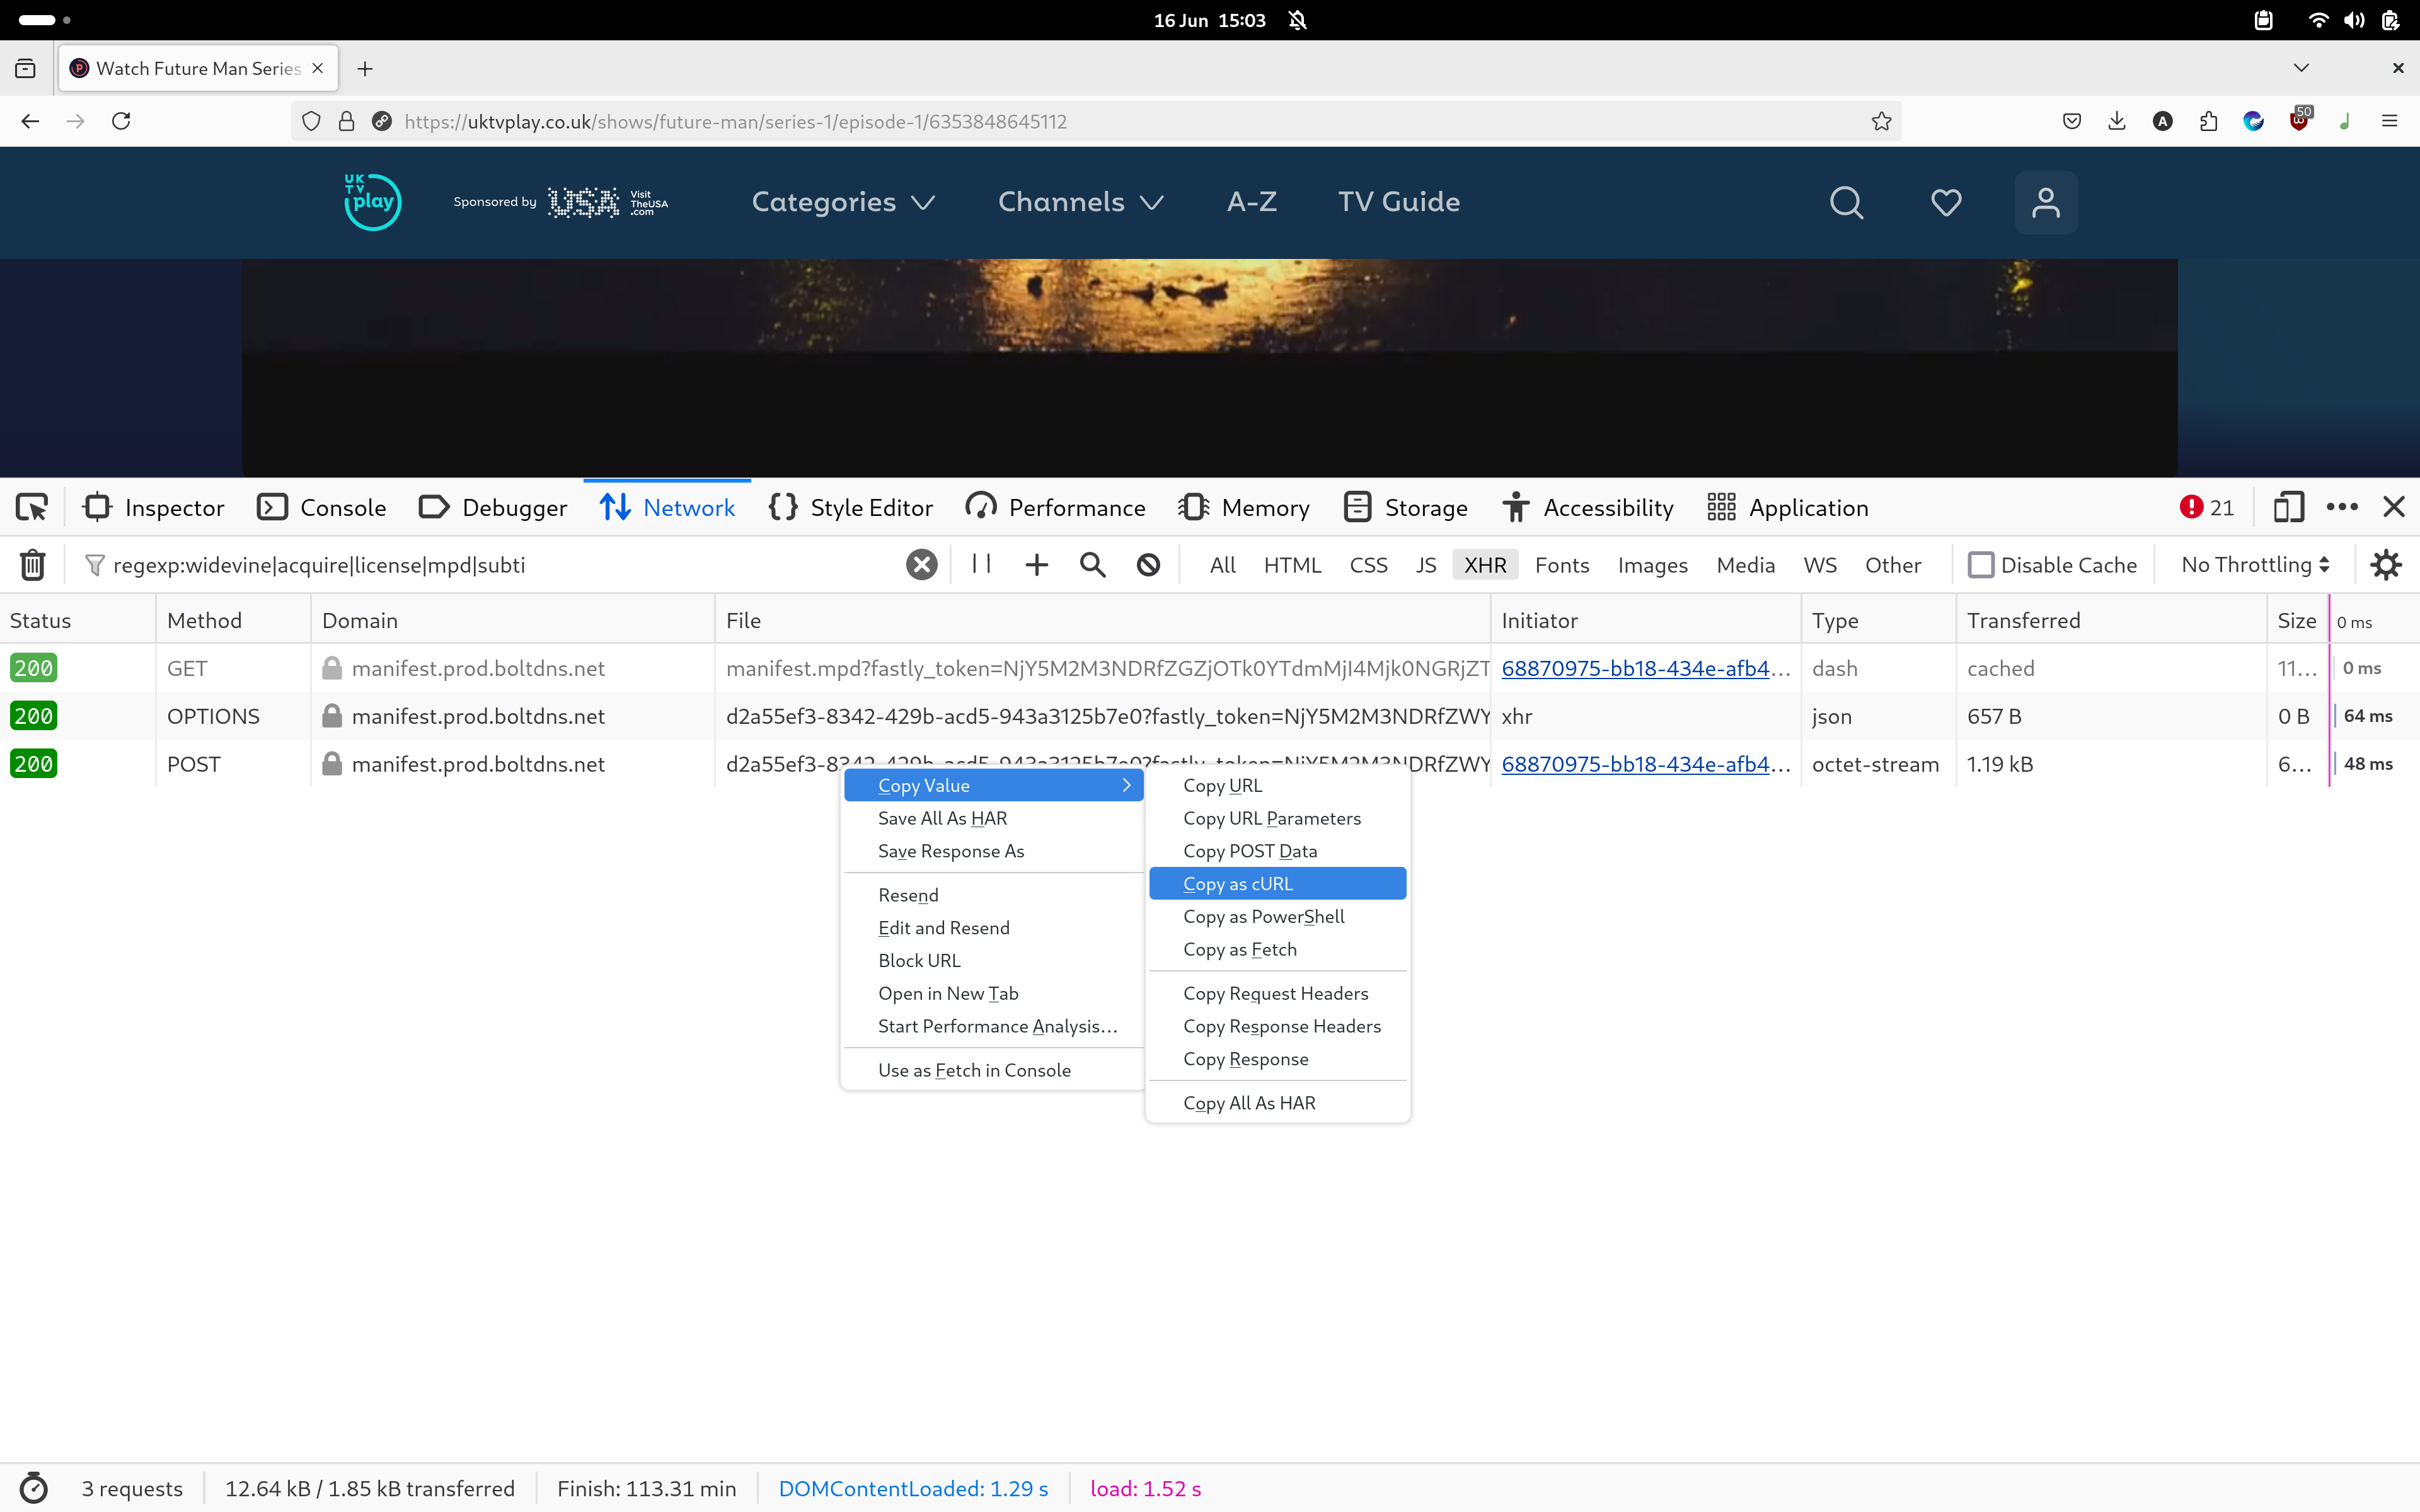 16 Jun 15:03
Watch Future Man Series
https://uktvplay.co.uk/shows/future-man/series-1/episode-1/6353848645112
50
UK
TV
play
Sponsored by
USA
Visit
TheUSA
.com
Categories
Channels
A-Z
TV Guide
Inspector
Console
Debugger
Network
Style Editor
Performance
Memory
Storage
Accessibility
Application
21
regexp:widevine|acquire|license|mpd|subti
All
HTML
CSS
JS
XHR
Fonts
Images
Media
WS
Other
Disable Cache
No Throttling
Status Method Domain File Initiator Type Transferred Size 0 ms
200 GET manifest.prod.boltdns.net manifest.mpd?fastly_token=NjY5M2M3NDRfZGZjOTk0YTdmMjI4Mjk0NGRjZT 68870975-bb18-434e-afb4… dash cached 11… 0 ms
200 OPTIONS manifest.prod.boltdns.net d2a55ef3-8342-429b-acd5-943a3125b7e0?fastly_token=NjY5M2M3NDRfZWY xhr json 657 B 0 B 64 ms
200 POST manifest.prod.boltdns.net d2a55ef3-8342-429b-acd5-943a3125b7e0?fastly_token=NjY5M2M3NDRfZWY 68870975-bb18-434e-afb4… octet-stream 1.19 kB 6… 48 ms
Copy Value
Save All As HAR
Save Response As
Resend
Edit and Resend
Block URL
Open in New Tab
Start Performance Analysis…
Use as Fetch in Console
Copy URL
Copy URL Parameters
Copy POST Data
Copy as cURL
Copy as PowerShell
Copy as Fetch
Copy Request Headers
Copy Response Headers
Copy Response
Copy All As HAR
3 requests
12.64 kB / 1.85 kB transferred
Finish: 113.31 min
DOMContentLoaded: 1.29 s
load: 1.52 s